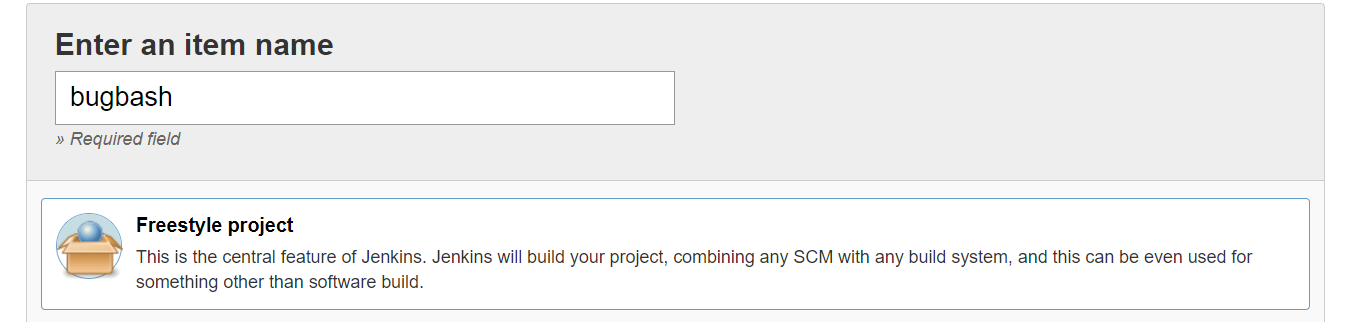 Enter an item name
bugbash
» Required field
Freestyle project
This is the central feature of Jenkins. Jenkins will build your project, combining any SCM with any build system, and this can be even used for
something other than software build.